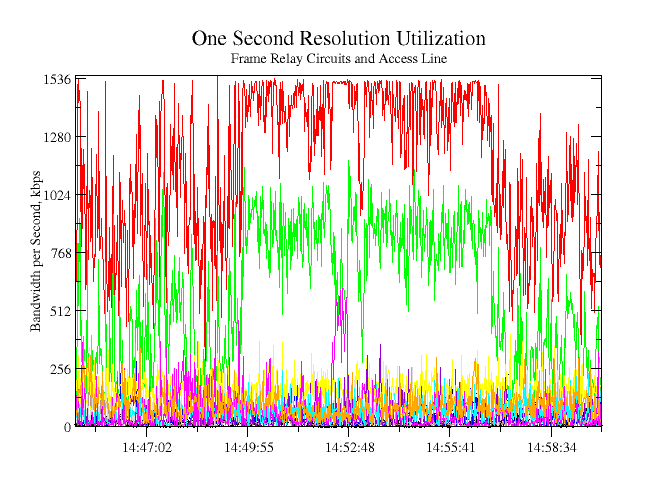 One Second Resolution Utilization
Frame Relay Circuits and Access Line
1536
1280
1024
768
512
256
0
Bandwidth per Second, kbps
14:47:02 14:49:55 14:52:48 14:55:41 14:58:34